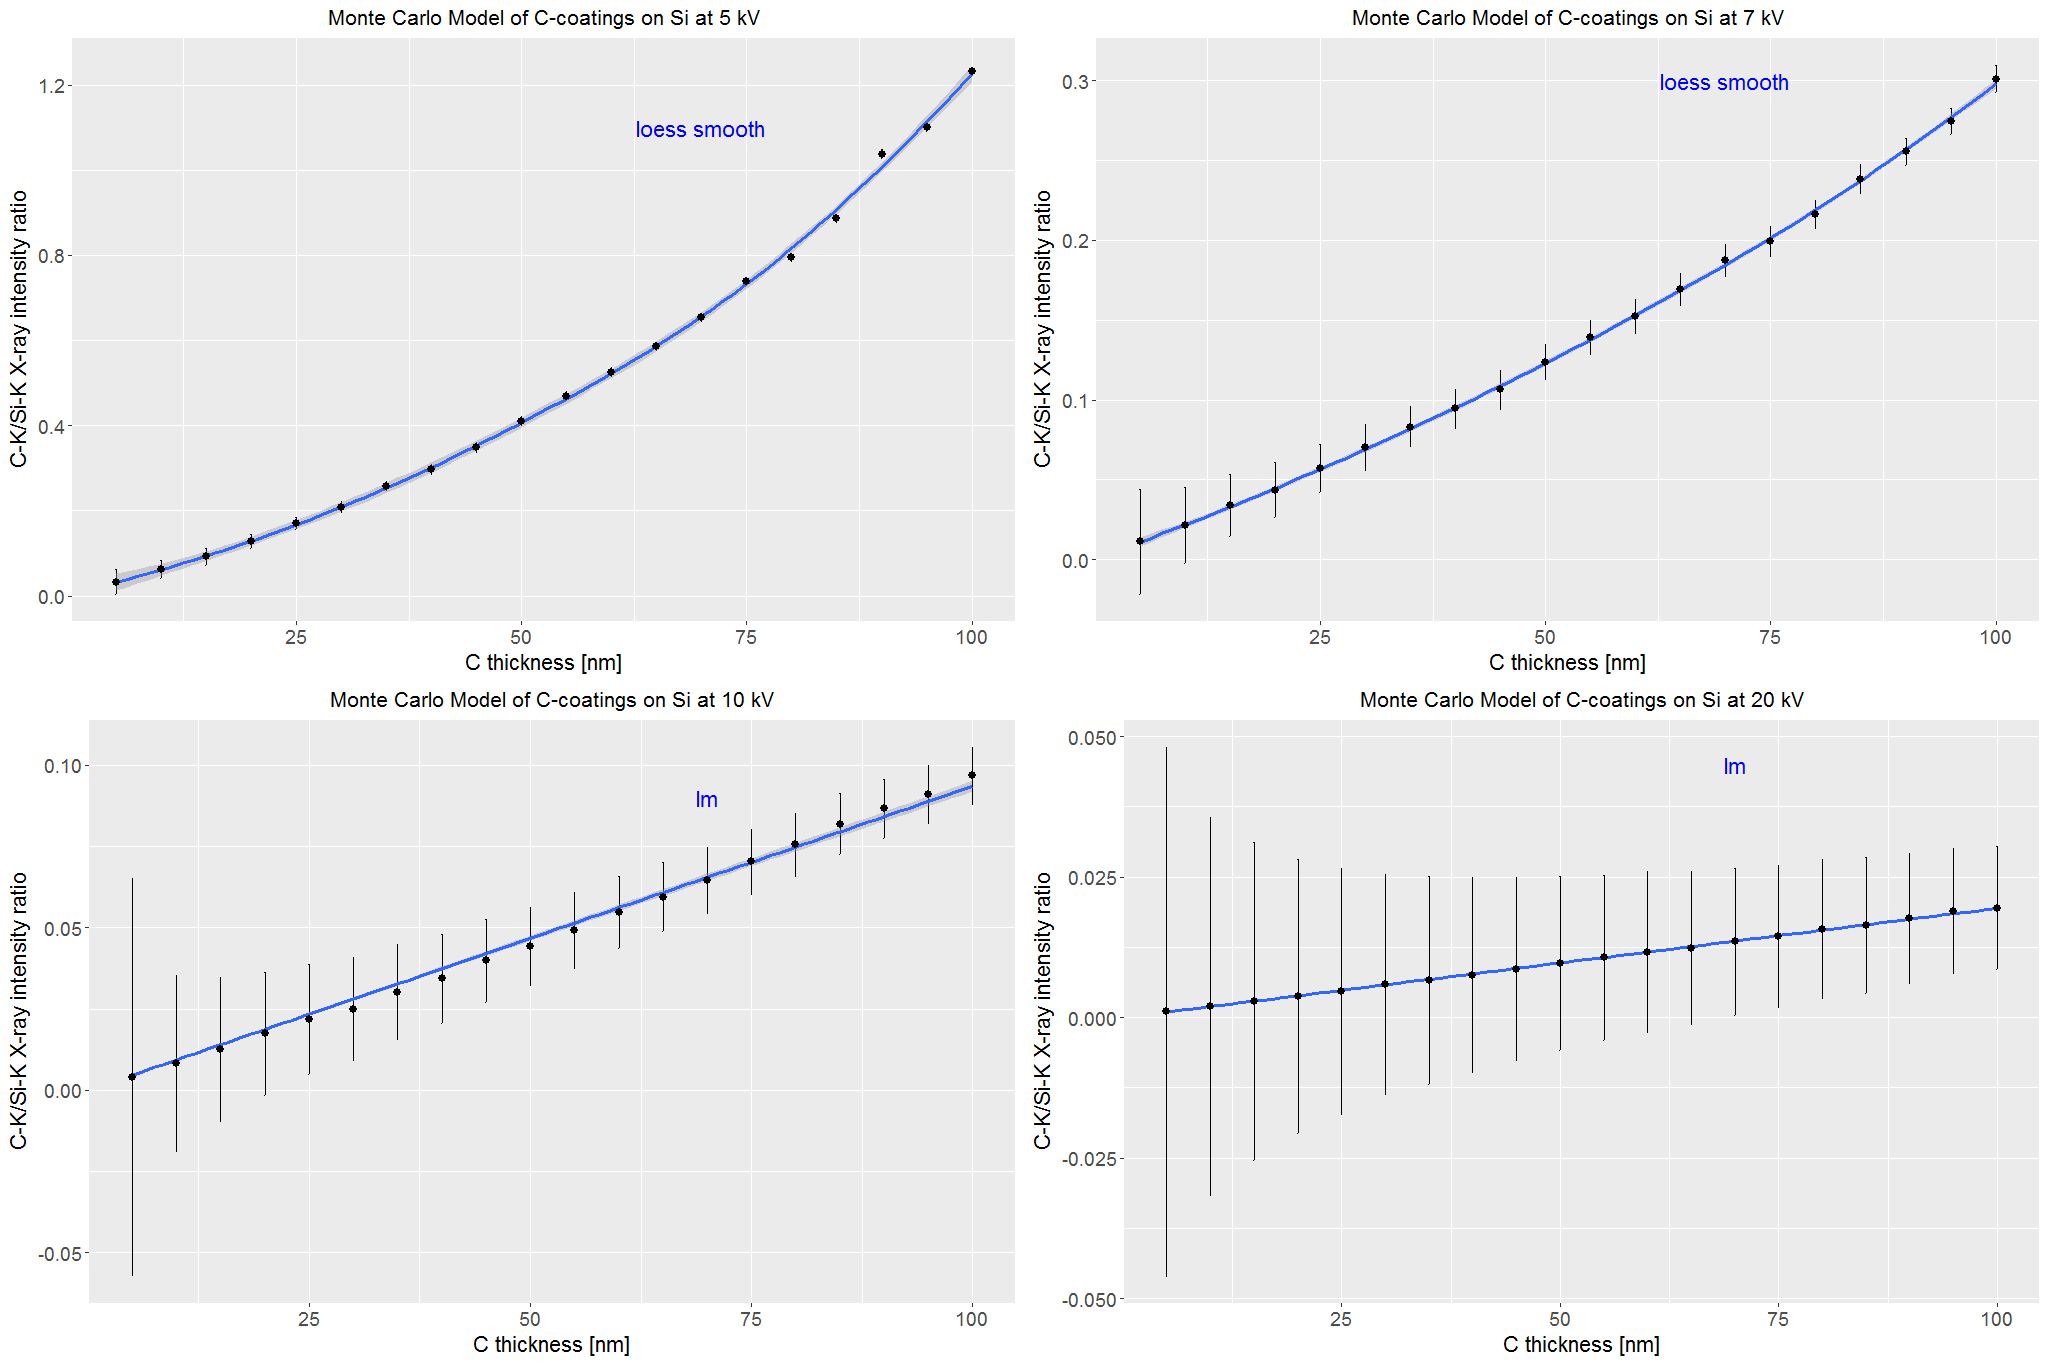 Monte Carlo Model of C-coatings on Si at 5 kV
C-K/Si-K X-ray intensity ratio
1.2
0.8
0.4
0.0
loess smooth
25 50 75 100
C thickness [nm]
Monte Carlo Model of C-coatings on Si at 7 kV
C-K/Si-K X-ray intensity ratio
0.3
0.2
0.1
0.0
loess smooth
25 50 75 100
C thickness [nm]
Monte Carlo Model of C-coatings on Si at 10 kV
C-K/Si-K X-ray intensity ratio
0.10
0.05
0.00
-0.05
lm
25 50 75 100
C thickness [nm]
Monte Carlo Model of C-coatings on Si at 20 kV
C-K/Si-K X-ray intensity ratio
0.050
0.025
0.000
-0.025
-0.050
lm
25 50 75 100
C thickness [nm]